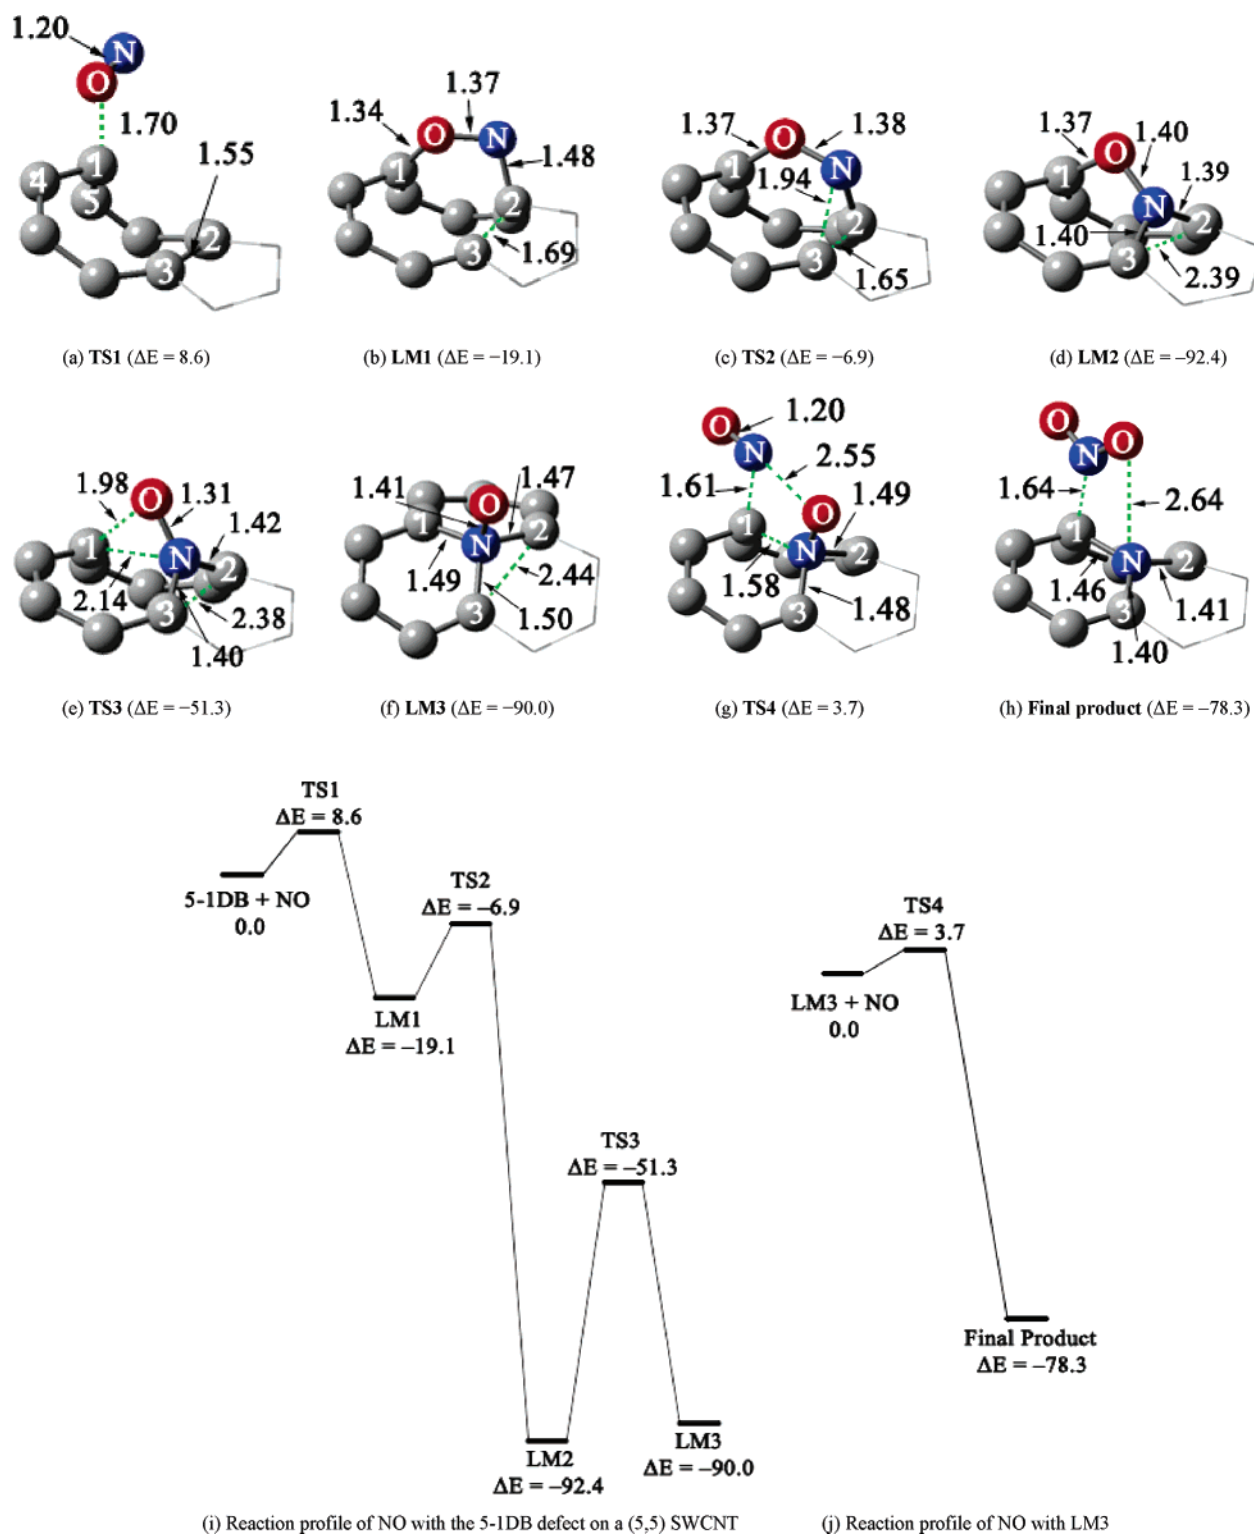 1.20
N
O
1.70
1.55
1
4
5
2
3
(a) TS1 (ΔE = 8.6)
1.37
1.34
O
N
1.48
1
2
3
1.69
(b) LM1 (ΔE = −19.1)
1.37
O
1.38
1
N
1.94
2
3
1.65
(c) TS2 (ΔE = −6.9)
1.37
O
1.40
1
1.39
N
2
1.40
3
2.39
(d) LM2 (ΔE = −92.4)
1.98
O
1.31
1
1.42
N
2
2.14
3
2.38
1.40
(e) TS3 (ΔE = −51.3)
1.41
O
1.47
1
2
N
1.49
2.44
3
1.50
(f) LM3 (ΔE = −90.0)
O
1.20
N
2.55
1.61
O
1.49
1
N
2
1.58
3
1.48
(g) TS4 (ΔE = 3.7)
O
O
N
1.64
2.64
1
N
2
1.46
3
1.41
1.40
(h) Final product (ΔE = −78.3)
TS1
ΔE = 8.6
5-1DB + NO
0.0
TS2
ΔE = −6.9
LM1
ΔE = −19.1
TS3
ΔE = −51.3
LM2
ΔE = −92.4
LM3
ΔE = −90.0
(i) Reaction profile of NO with the 5-1DB defect on a (5,5) SWCNT
TS4
ΔE = 3.7
LM3 + NO
0.0
Final Product
ΔE = −78.3
(j) Reaction profile of NO with LM3